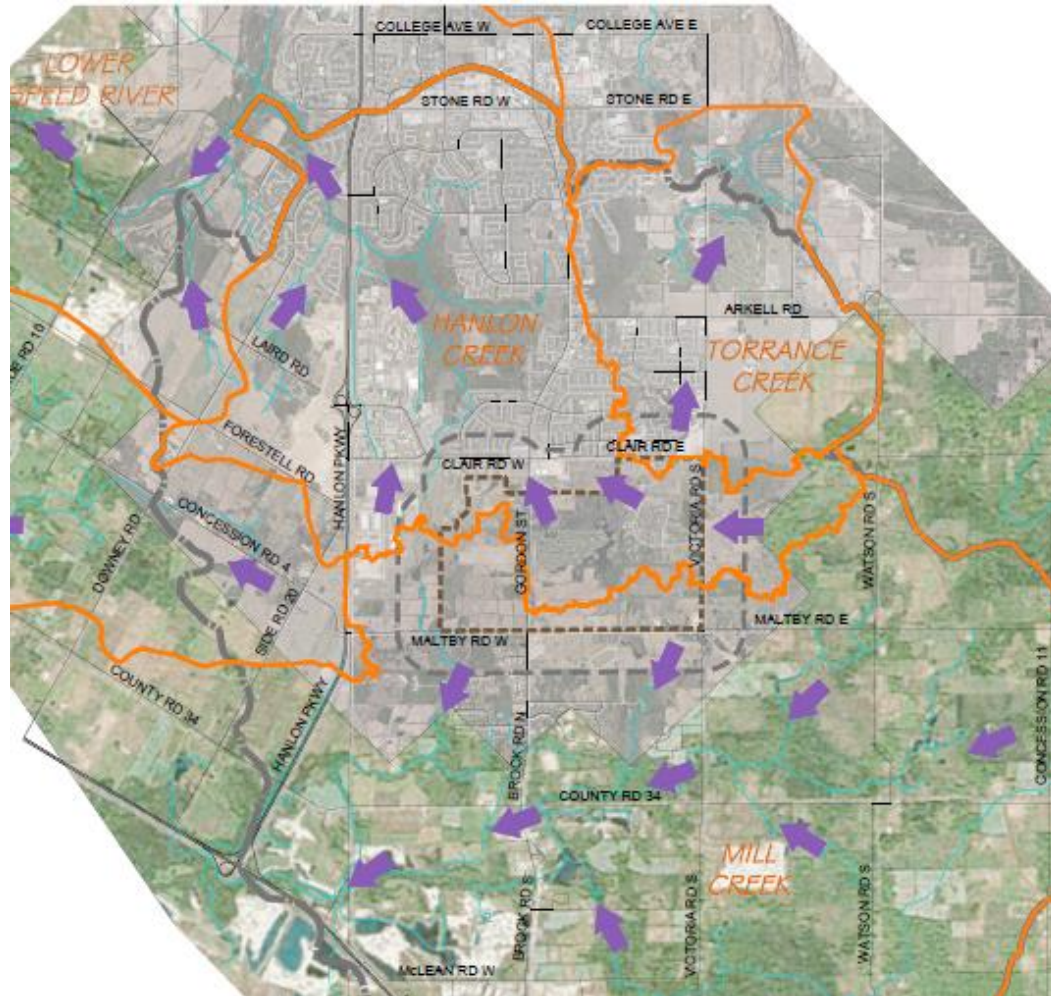 COLLEGE AVE W
COLLEGE AVE E
LOWER
SPEED RIVER
STONE RD W
STONE RD E
ARKELL RD
HANLON
CREEK
TORRANCE
CREEK
LAIRD RD
HANLON PKWY
FORESTELL RD
CLAIR RD W
CLAIR RD E
GORDON ST
VICTORIA RD S
WATSON RD S
CONCESSION RD 4
DOWNEY RD
SIDE RD 20
MALTBY RD W
MALTBY RD E
COUNTY RD 34
HANLON PKWY
BROCK RD N
COUNTY RD 34
CONCESSION RD 11
MILL
CREEK
BROCK RD S
VICTORIA RD S
WATSON RD S
McLEAN RD W